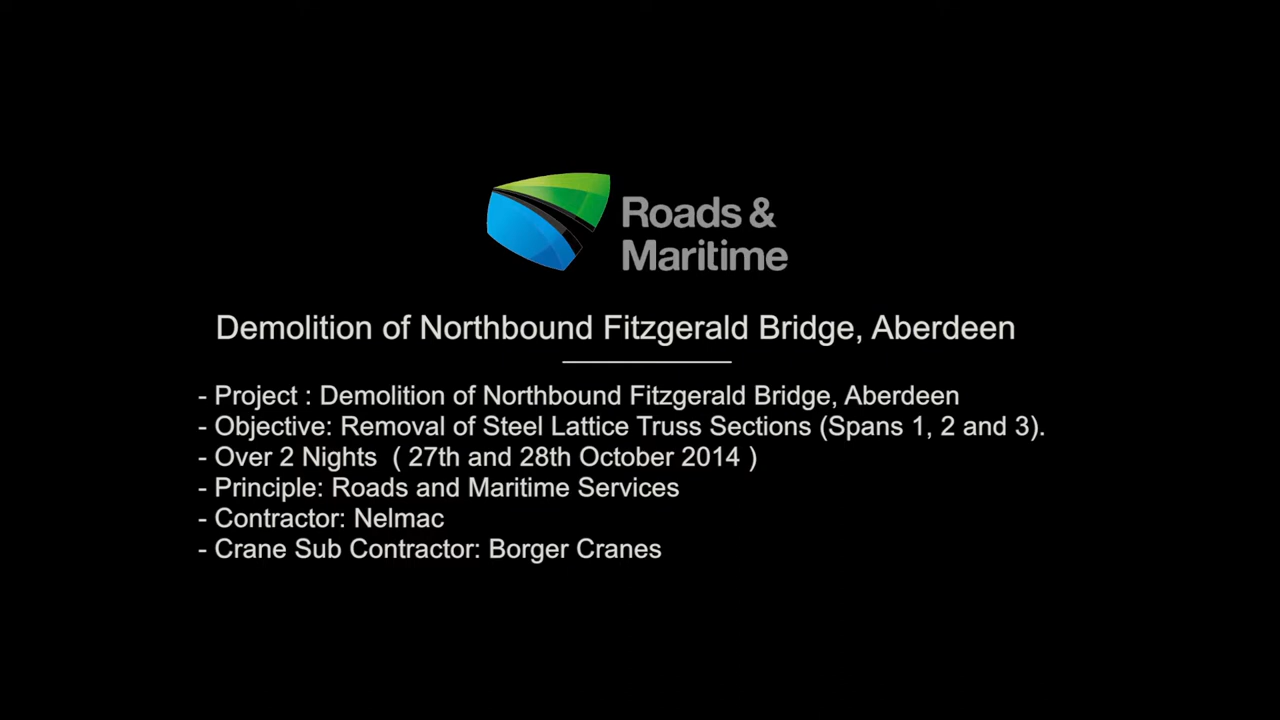 Roads &
Maritime
Demolition of Northbound Fitzgerald Bridge, Aberdeen
- Project : Demolition of Northbound Fitzgerald Bridge, Aberdeen
- Objective: Removal of Steel Lattice Truss Sections (Spans 1, 2 and 3).
- Over 2 Nights ( 27th and 28th October 2014 )
- Principle: Roads and Maritime Services
- Contractor: Nelmac
- Crane Sub Contractor: Borger Cranes